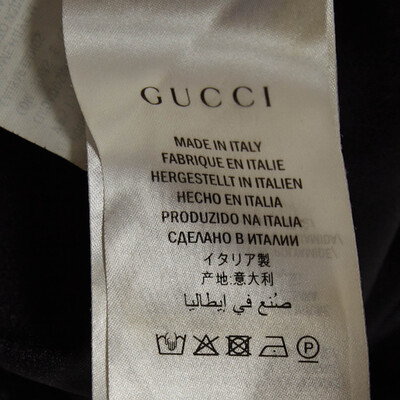 GUCCI
MADE IN ITALY
FABRIQUE EN ITALIE
HERGESTELLT IN ITALIEN
HECHO EN ITALIA
PRODUZIDO NA ITALIA
СДЕЛАНО В ИТАЛИИ
イタリア製
产地:意大利
صُنع في إيطاليا
P